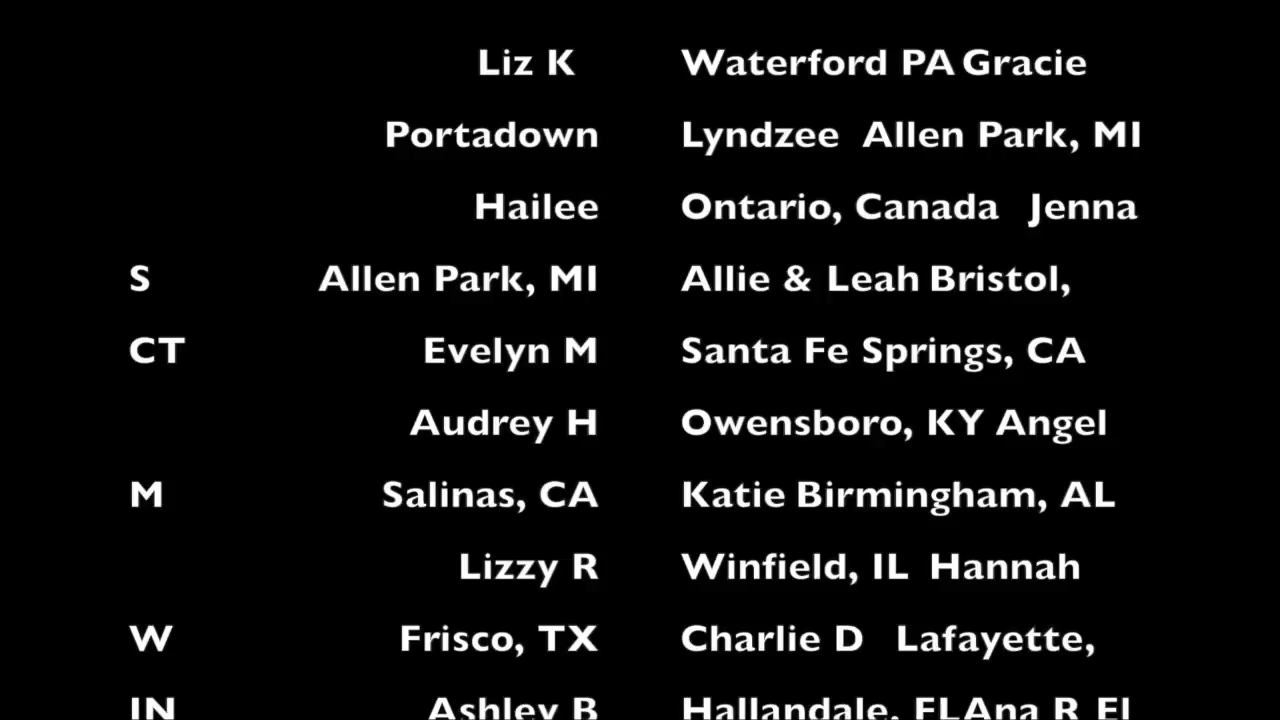 Liz K Waterford PA Gracie
Portadown Lyndzee Allen Park, MI
Hailee Ontario, Canada Jenna
S Allen Park, MI Allie & Leah Bristol,
CT Evelyn M Santa Fe Springs, CA
Audrey H Owensboro, KY Angel
M Salinas, CA Katie Birmingham, AL
Lizzy R Winfield, IL Hannah
W Frisco, TX Charlie D Lafayette,
IN Ashley B Hallandale, FLAna R